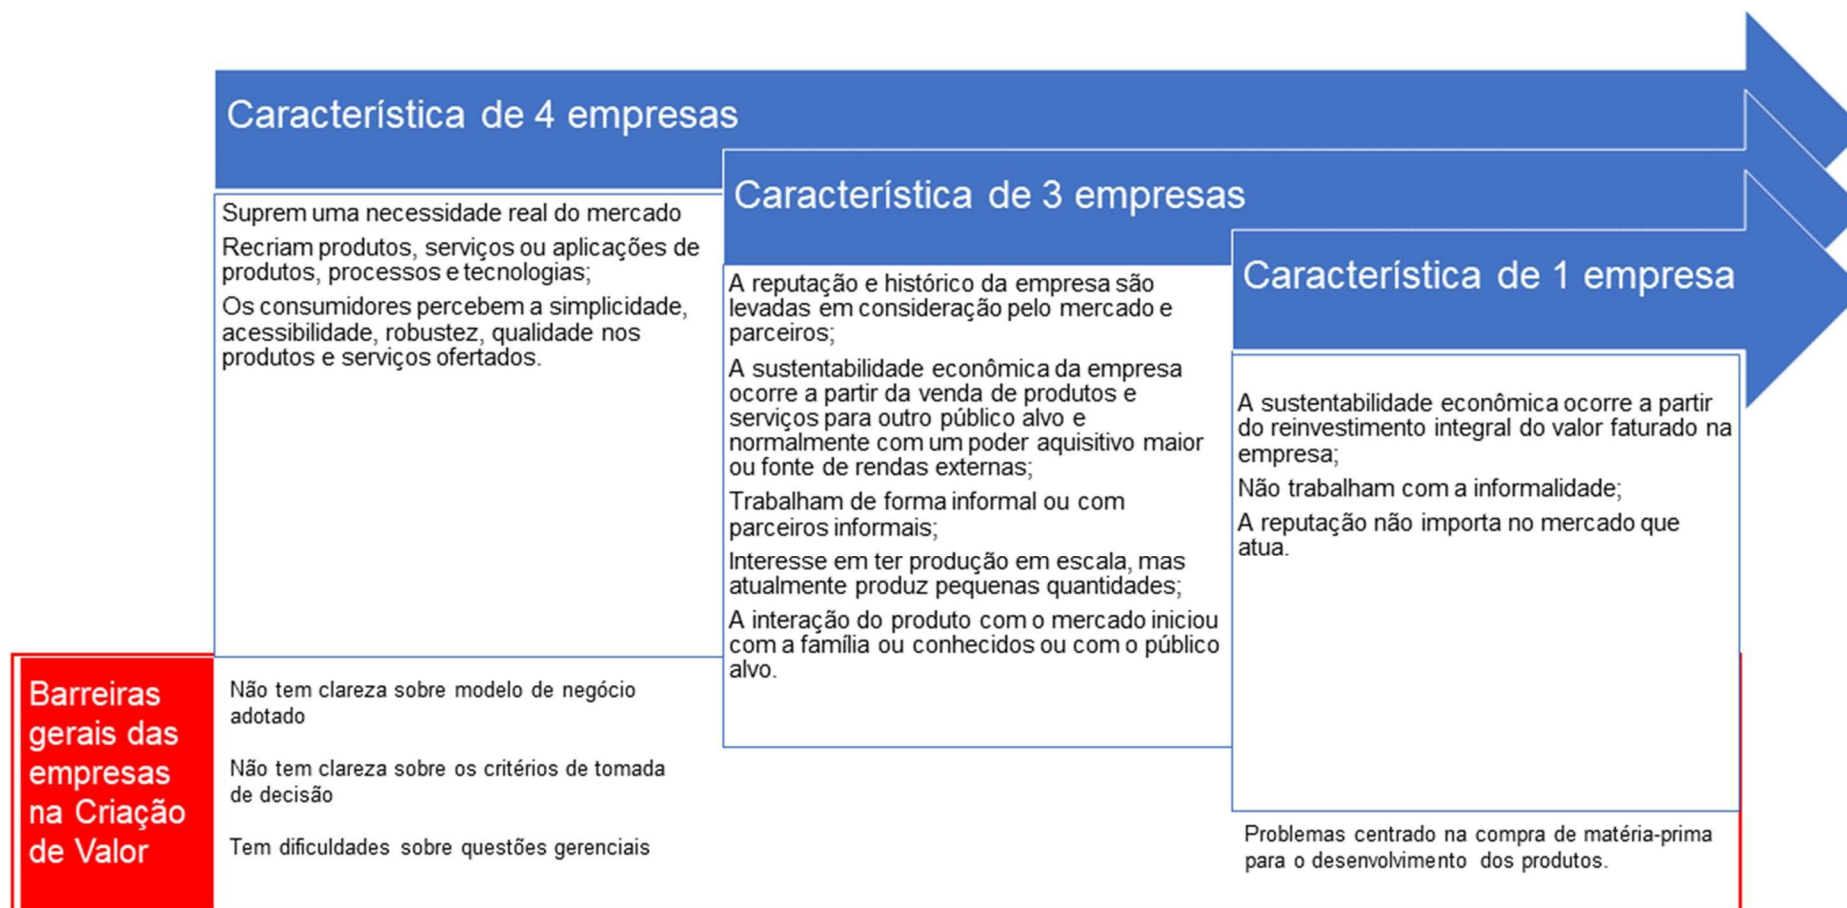 Característica de 4 empresas
Suprem uma necessidade real do mercado
Recriam produtos, serviços ou aplicações de
produtos, processos e tecnologias;
Os consumidores percebem a simplicidade,
acessibilidade, robustez, qualidade nos
produtos e serviços ofertados.
Característica de 3 empresas
A reputação e histórico da empresa são
levadas em consideração pelo mercado e
parceiros;
A sustentabilidade econômica da empresa
ocorre a partir da venda de produtos e
serviços para outro público alvo e
normalmente com um poder aquisitivo maior
ou fonte de rendas externas;
Trabalham de forma informal ou com
parceiros informais;
Interesse em ter produção em escala, mas
atualmente produz pequenas quantidades;
A interação do produto com o mercado iniciou
com a família ou conhecidos ou com o público
alvo.
Característica de 1 empresa
A sustentabilidade econômica ocorre a partir
do reinvestimento integral do valor faturado na
empresa;
Não trabalham com a informalidade;
A reputação não importa no mercado que
atua.
Barreiras
gerais das
empresas
na Criação
de Valor
Não tem clareza sobre modelo de negócio
adotado
Não tem clareza sobre os critérios de tomada
de decisão
Tem dificuldades sobre questões gerenciais
Problemas centrado na compra de matéria-prima
para o desenvolvimento dos produtos.